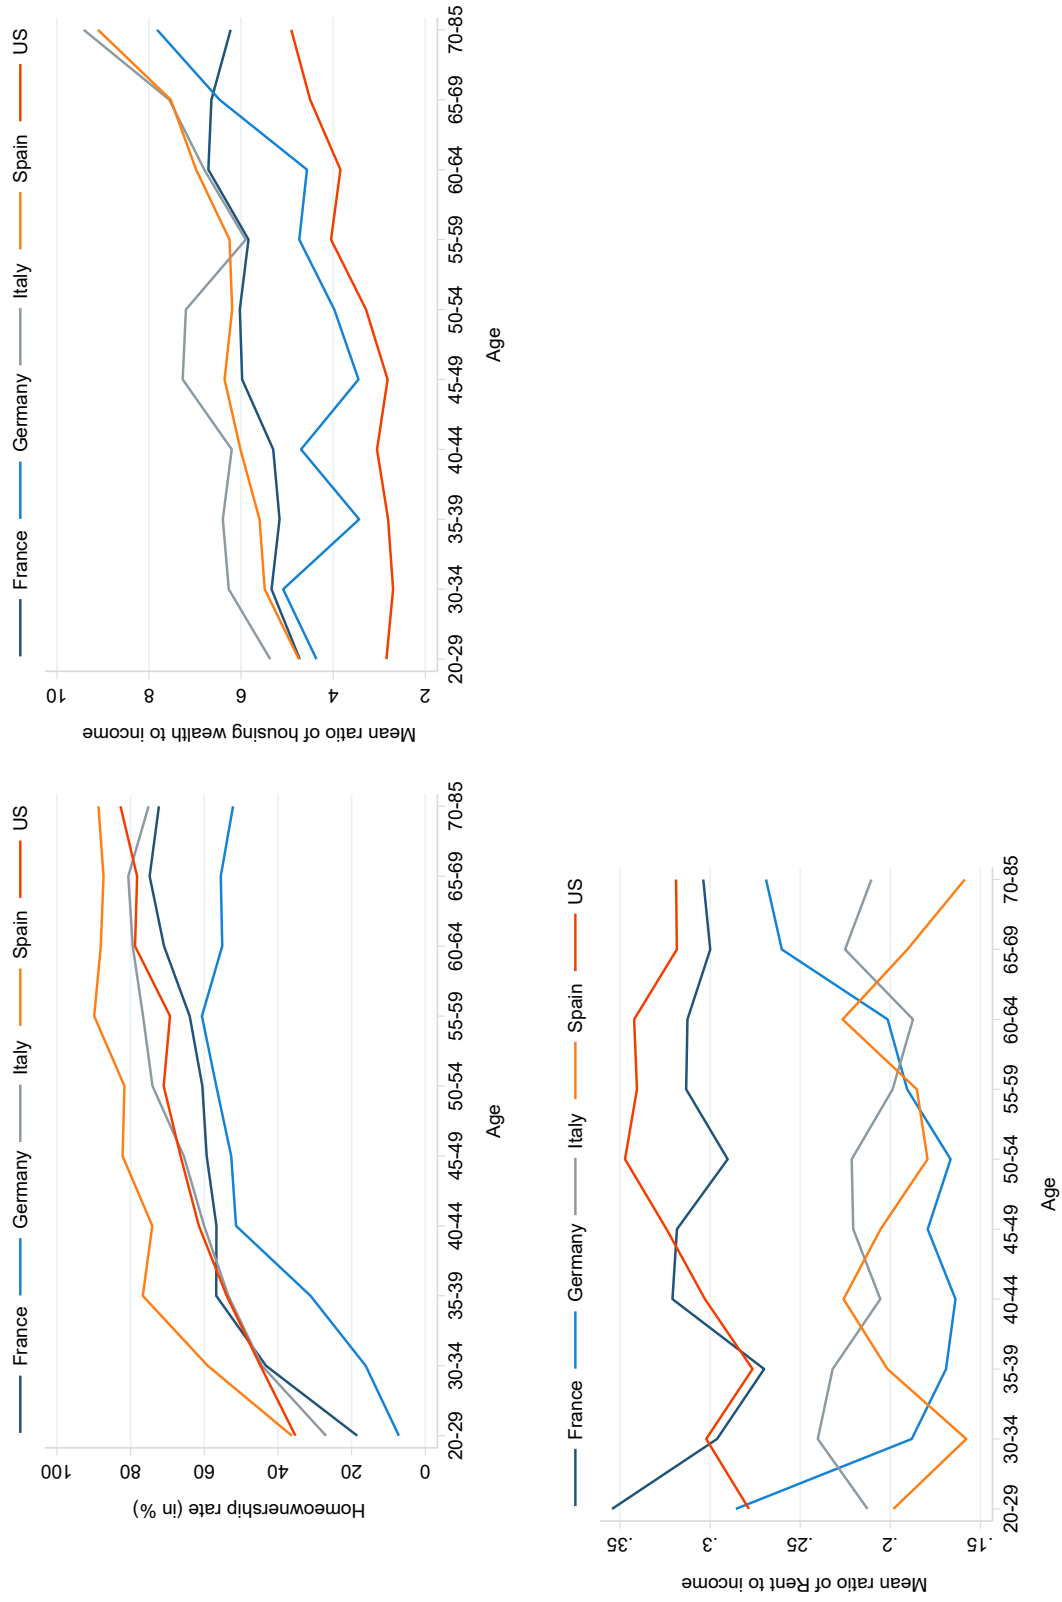 France Germany Italy Spain US
Homeownership rate (in %)
100
80
60
40
20
0
20-29 30-34 35-39 40-44 45-49 50-54 55-59 60-64 65-69 70-85
Age
France Germany Italy Spain US
Mean ratio of housing wealth to income
10
8
6
4
2
20-29 30-34 35-39 40-44 45-49 50-54 55-59 60-64 65-69 70-85
Age
France Germany Italy Spain US
Mean ratio of Rent to income
.35
.3
.25
.2
.15
20-29 30-34 35-39 40-44 45-49 50-54 55-59 60-64 65-69 70-85
Age